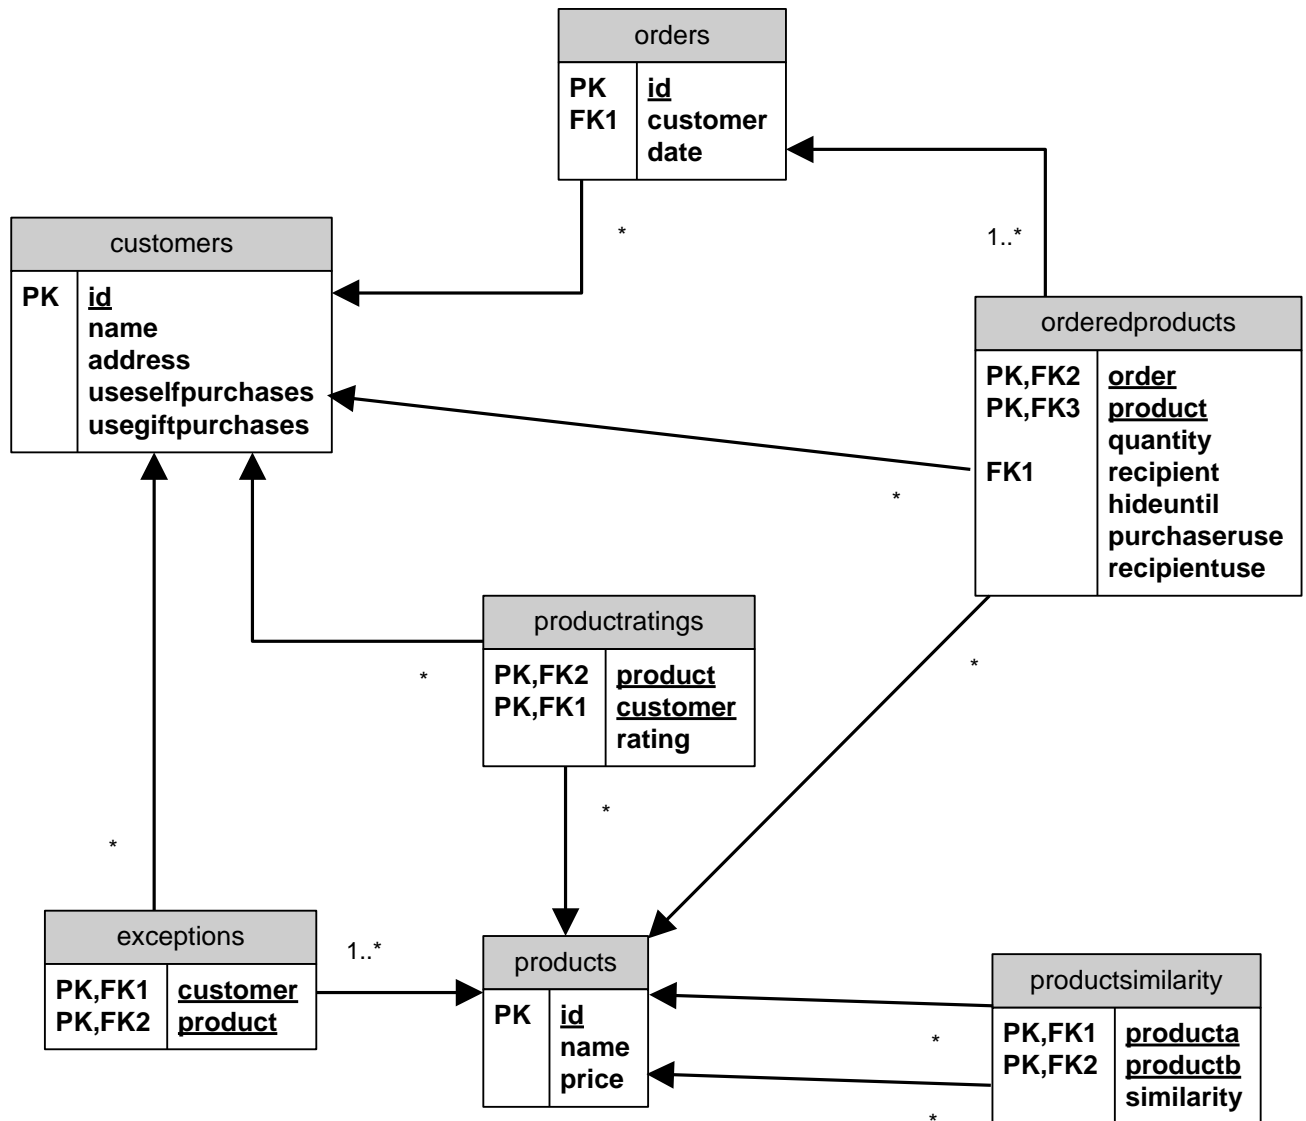 orders
PK id
FK1 customer
date
*
1..*
customers
PK id
name
address
useselfpurchases
usegiftpurchases
orderedproducts
PK,FK2 order
PK,FK3 product
quantity
FK1 recipient
hideuntil
purchaseruse
recipientuse
*
productratings
PK,FK2 product
PK,FK1 customer
rating
*
*
*
*
exceptions
PK,FK1 customer
PK,FK2 product
1..*
products
PK id
name
price
productsimilarity
PK,FK1 producta
PK,FK2 productb
similarity
*
*